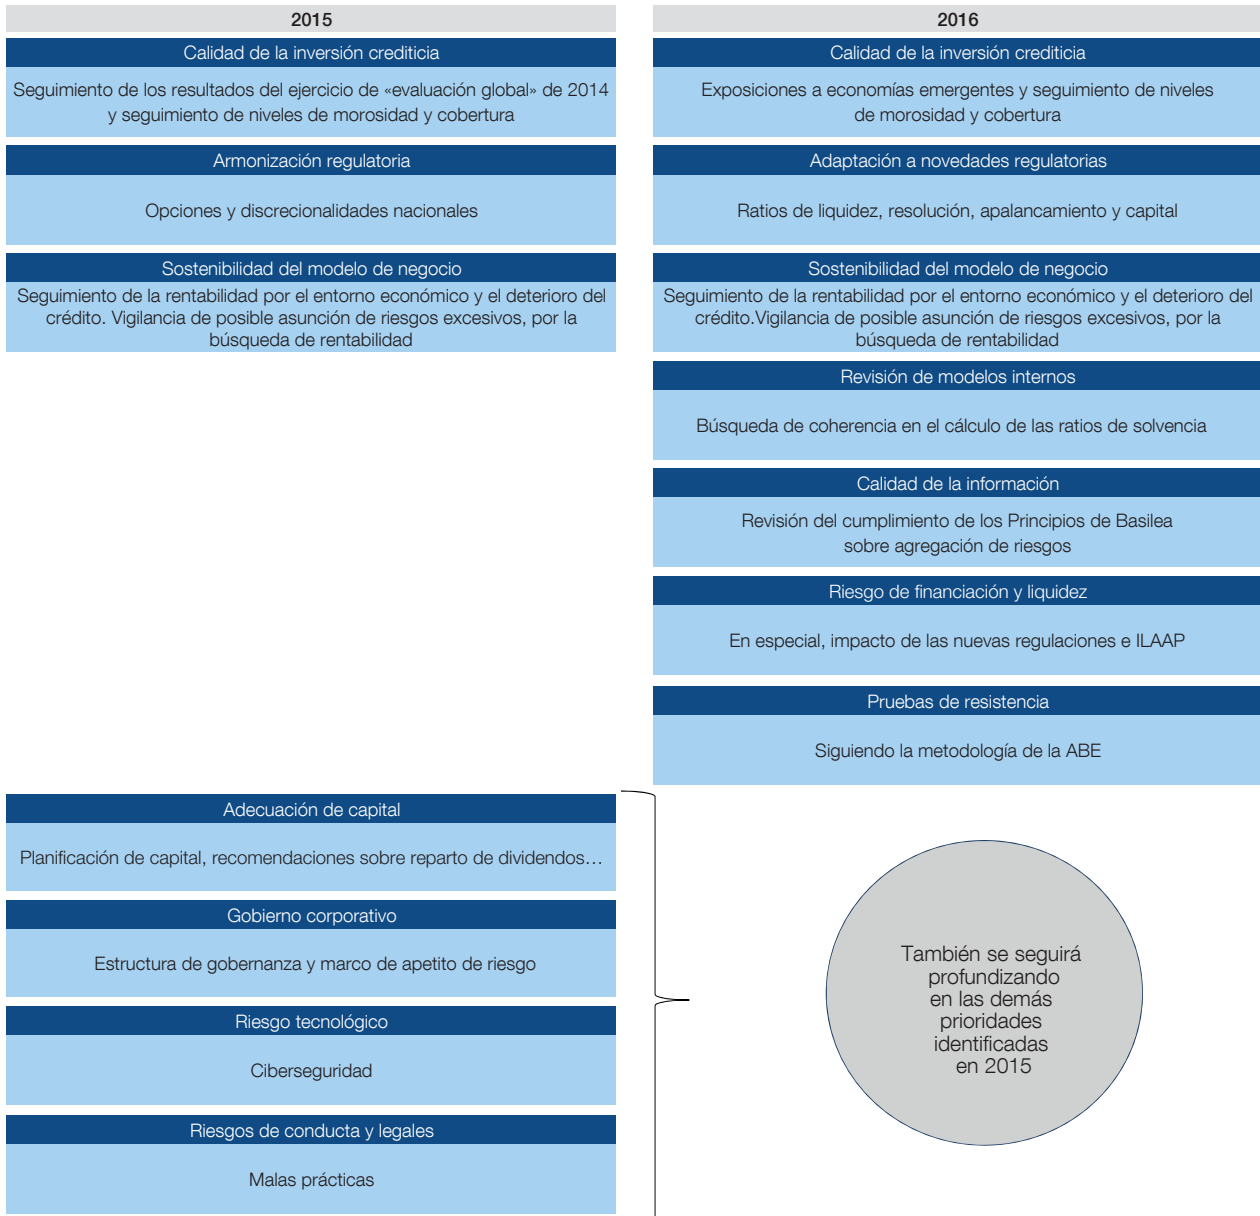 2015
Calidad de la inversión crediticia
Seguimiento de los resultados del ejercicio de «evaluación global» de 2014
y seguimiento de niveles de morosidad y cobertura
Armonización regulatoria
Opciones y discrecionalidades nacionales
Sostenibilidad del modelo de negocio
Seguimiento de la rentabilidad por el entorno económico y el deterioro del
crédito. Vigilancia de posible asunción de riesgos excesivos, por la
búsqueda de rentabilidad
Adecuación de capital
Planificación de capital, recomendaciones sobre reparto de dividendos…
Gobierno corporativo
Estructura de gobernanza y marco de apetito de riesgo
Riesgo tecnológico
Ciberseguridad
Riesgos de conducta y legales
Malas prácticas
2016
Calidad de la inversión crediticia
Exposiciones a economías emergentes y seguimiento de niveles
de morosidad y cobertura
Adaptación a novedades regulatorias
Ratios de liquidez, resolución, apalancamiento y capital
Sostenibilidad del modelo de negocio
Seguimiento de la rentabilidad por el entorno económico y el deterioro del
crédito.Vigilancia de posible asunción de riesgos excesivos, por la
búsqueda de rentabilidad
Revisión de modelos internos
Búsqueda de coherencia en el cálculo de las ratios de solvencia
Calidad de la información
Revisión del cumplimiento de los Principios de Basilea
sobre agregación de riesgos
Riesgo de financiación y liquidez
En especial, impacto de las nuevas regulaciones e ILAAP
Pruebas de resistencia
Siguiendo la metodología de la ABE
También se seguirá
profundizando
en las demás
prioridades
identificadas
en 2015